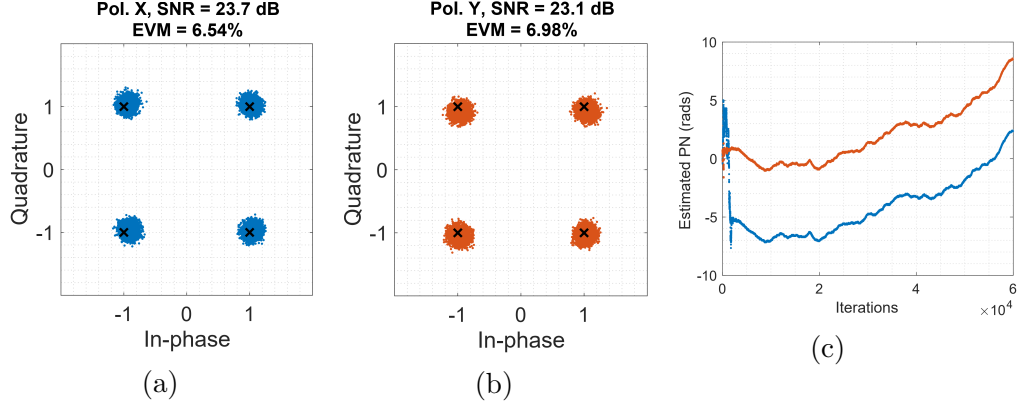 Pol. X, SNR = 23.7 dB
EVM = 6.54%
Quadrature
1
0
-1
-1
0
1
In-phase
(a)
Pol. Y, SNR = 23.1 dB
EVM = 6.98%
Quadrature
1
0
-1
-1
0
1
In-phase
(b)
Estimated PN (rads)
10
5
0
-5
-10
0
2
4
6
Iterations
×10⁴
(c)